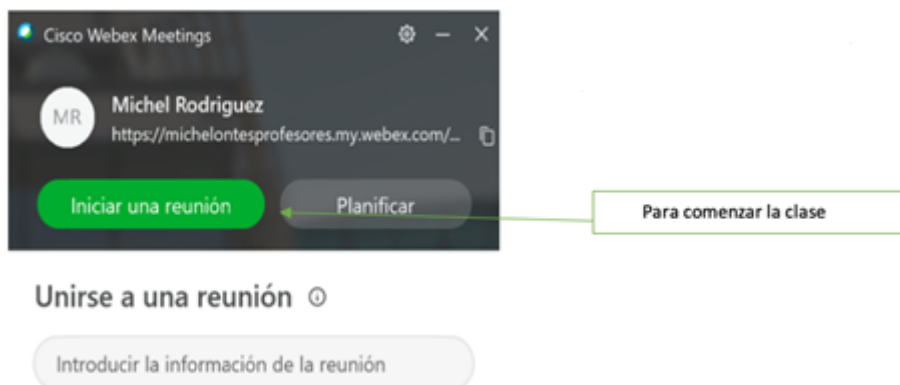 Cisco Webex Meetings
MR
Michel Rodriguez
https://michelontesprofesores.my.webex.com/...
Iniciar una reunión
Planificar
Para comenzar la clase
Unirse a una reunión
Introducir la información de la reunión